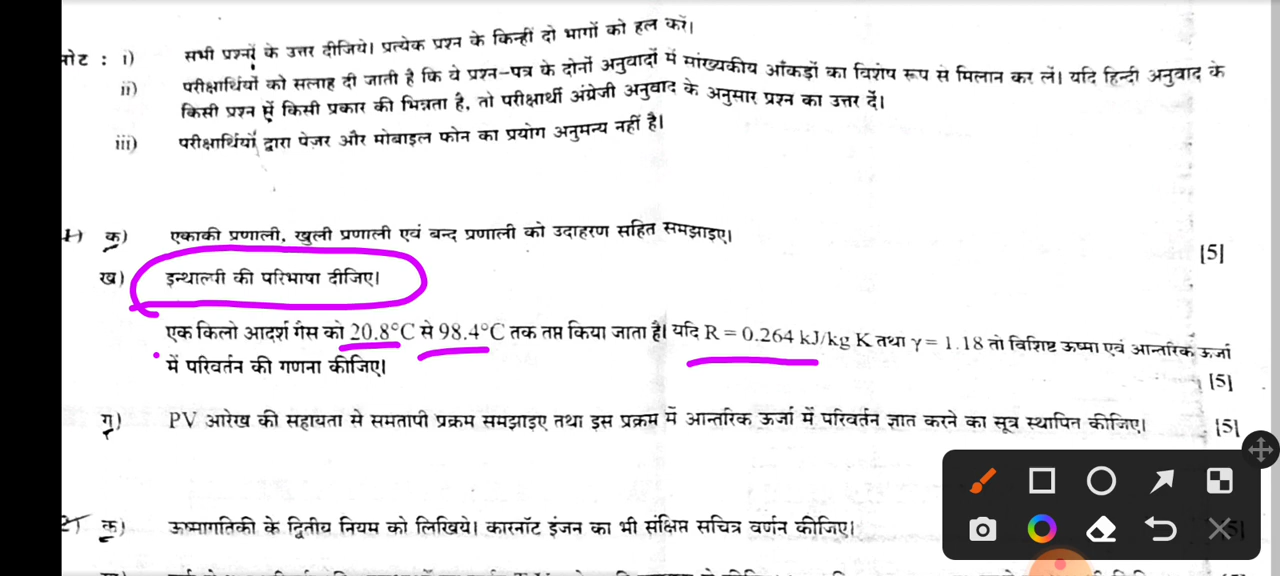 नोट : i) सभी प्रश्नों के उत्तर दीजिये। प्रत्येक प्रश्न के किन्हीं दो भागों को हल करें।
ii) परीक्षार्थियों को सलाह दी जाती है कि वे प्रश्न-पत्र के दोनों अनुवादों में सांख्यकीय आँकड़ों का विशेष रूप से मिलान कर लें। यदि हिन्दी अनुवाद के
किसी प्रश्न में किसी प्रकार की भिन्नता है, तो परीक्षार्थी अंग्रेजी अनुवाद के अनुसार प्रश्न का उत्तर दें।
iii) परीक्षार्थियों द्वारा पेजर और मोबाइल फोन का प्रयोग अनुमन्य नहीं है।
1) क) एकाकी प्रणाली, खुली प्रणाली एवं बन्द प्रणाली को उदाहरण सहित समझाइए। [5]
ख) इन्थाल्पी की परिभाषा दीजिए।
एक किलो आदर्श गैस को 20.8°C से 98.4°C तक तप्त किया जाता है। यदि R = 0.264 kJ/kg K तथा γ = 1.18 तो विशिष्ट ऊष्मा एवं आन्तरिक ऊर्जा
में परिवर्तन की गणना कीजिए। [5]
ग) PV आरेख की सहायता से समतापी प्रक्रम समझाइए तथा इस प्रक्रम में आन्तरिक ऊर्जा में परिवर्तन ज्ञात करने का सूत्र स्थापित कीजिए। [5]
2) क) ऊष्मागतिकी के द्वितीय नियम को लिखिये। कारनॉट इंजन का भी संक्षिप्त सचित्र वर्णन कीजिए। [5]